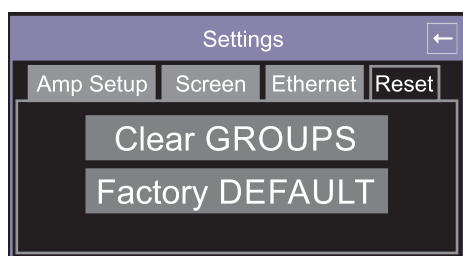 Settings
Amp Setup Screen Ethernet Reset
Clear GROUPS
Factory DEFAULT